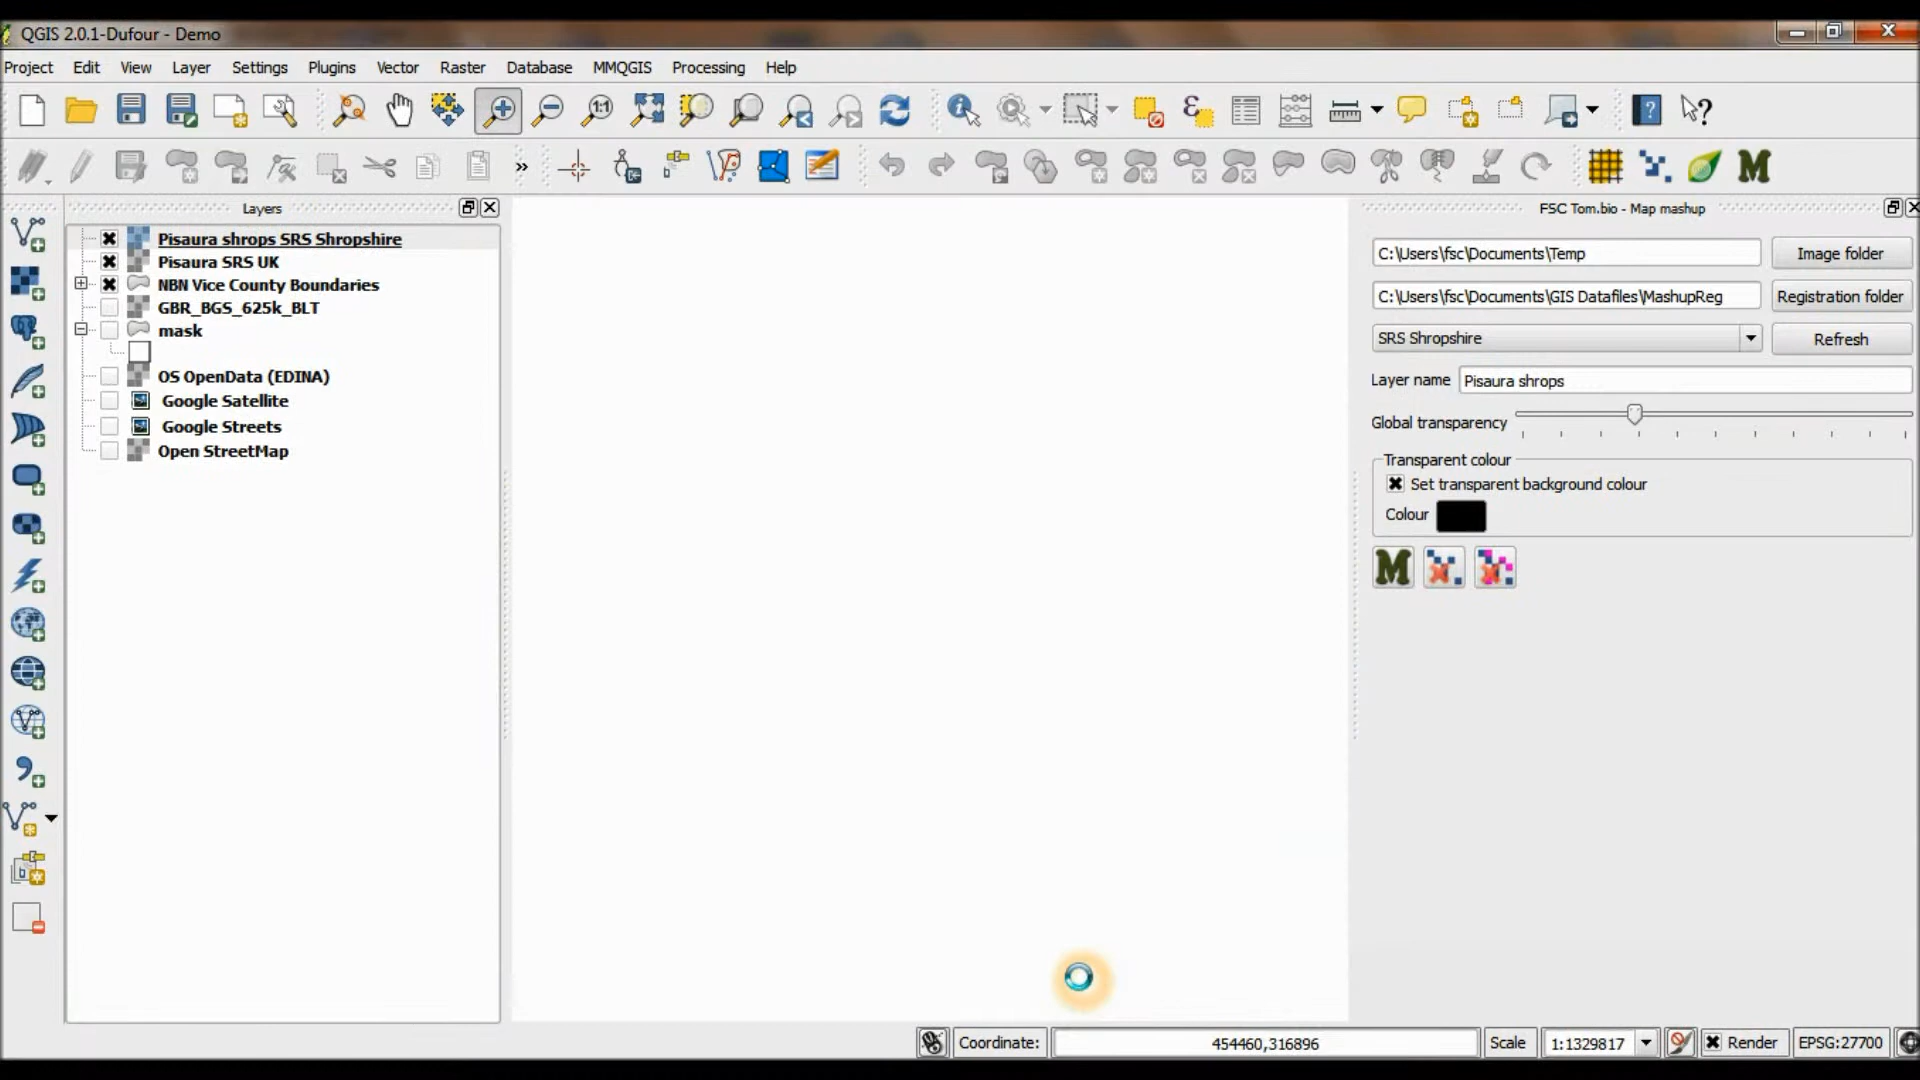 QGIS 2.0.1-Dufour - Demo
Project Edit View Layer Settings Plugins Vector Raster Database MMQGIS Processing Help
Layers
Pisaura shrops SRS Shropshire
Pisaura SRS UK
NBN Vice County Boundaries
GBR_BGS_625k_BLT
mask
OS OpenData (EDINA)
Google Satellite
Google Streets
Open StreetMap
FSC Tom.bio - Map mashup
C:\Users\fsc\Documents\Temp Image folder
C:\Users\fsc\Documents\GIS Datafiles\MashupReg Registration folder
SRS Shropshire Refresh
Layer name Pisaura shrops
Global transparency
Transparent colour
Set transparent background colour
Colour
Coordinate: 454460,316896 Scale 1:1329817 Render EPSG:27700